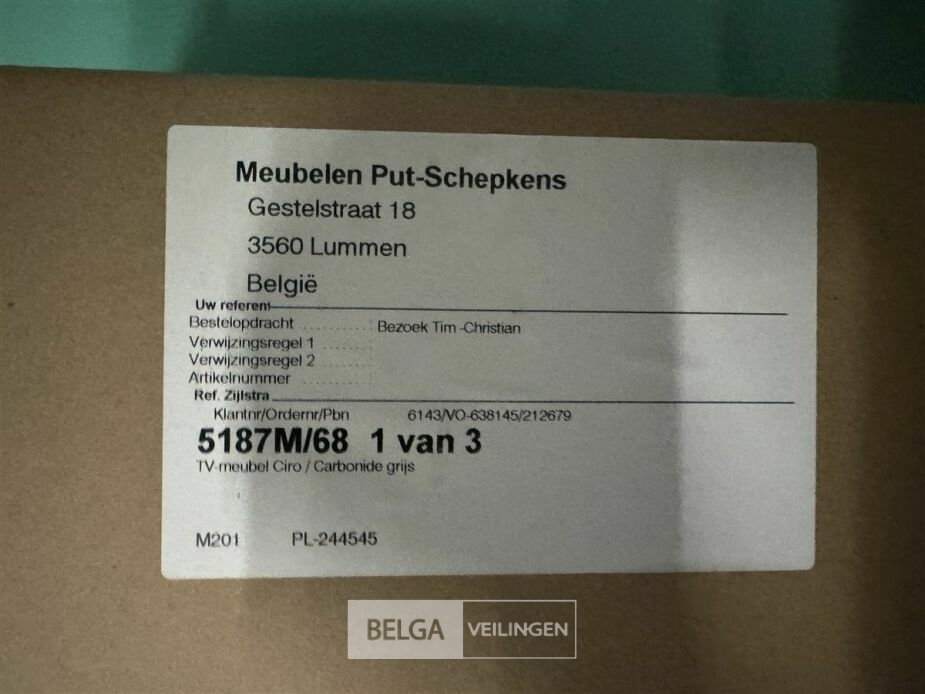 Meubelen Put-Schepkens
Gestelstraat 18
3560 Lummen
België
Uw referent
Bestelopdracht .......... Bezoek Tim -Christian
Verwijzingsregel 1 .......
Verwijzingsregel 2 .......
Artikelnummer ..........
Ref. Zijlstra
Klantnr/Ordernr/Pbn 6143/VO-638145/212679
5187M/68 1 van 3
TV-meubel Ciro / Carbonide grijs
M201 PL-244545
BELGA VEILINGEN